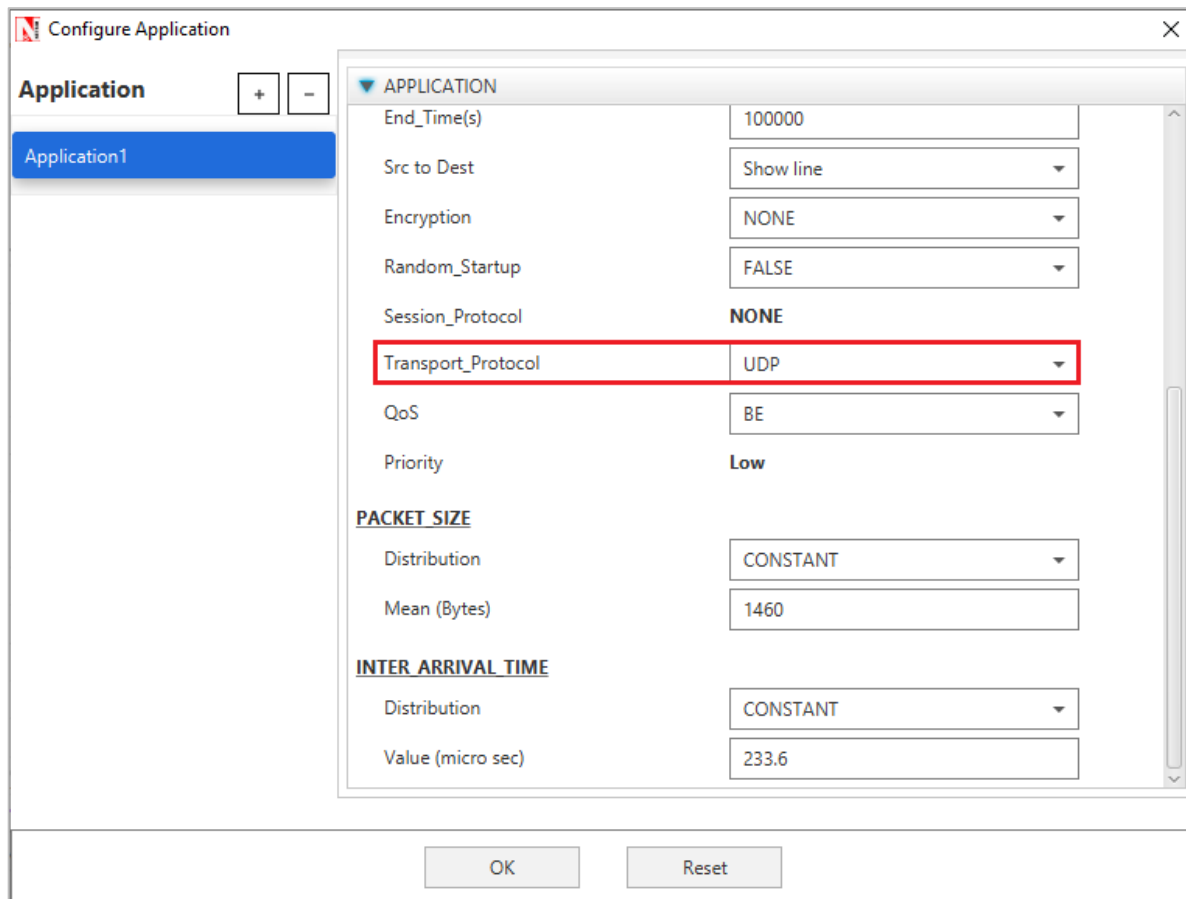 Configure Application
Application + -
Application1
APPLICATION
End_Time(s) 100000
Src to Dest Show line
Encryption NONE
Random_Startup FALSE
Session_Protocol NONE
Transport_Protocol UDP
QoS BE
Priority Low
PACKET_SIZE
Distribution CONSTANT
Mean (Bytes) 1460
INTER_ARRIVAL_TIME
Distribution CONSTANT
Value (micro sec) 233.6
OK Reset